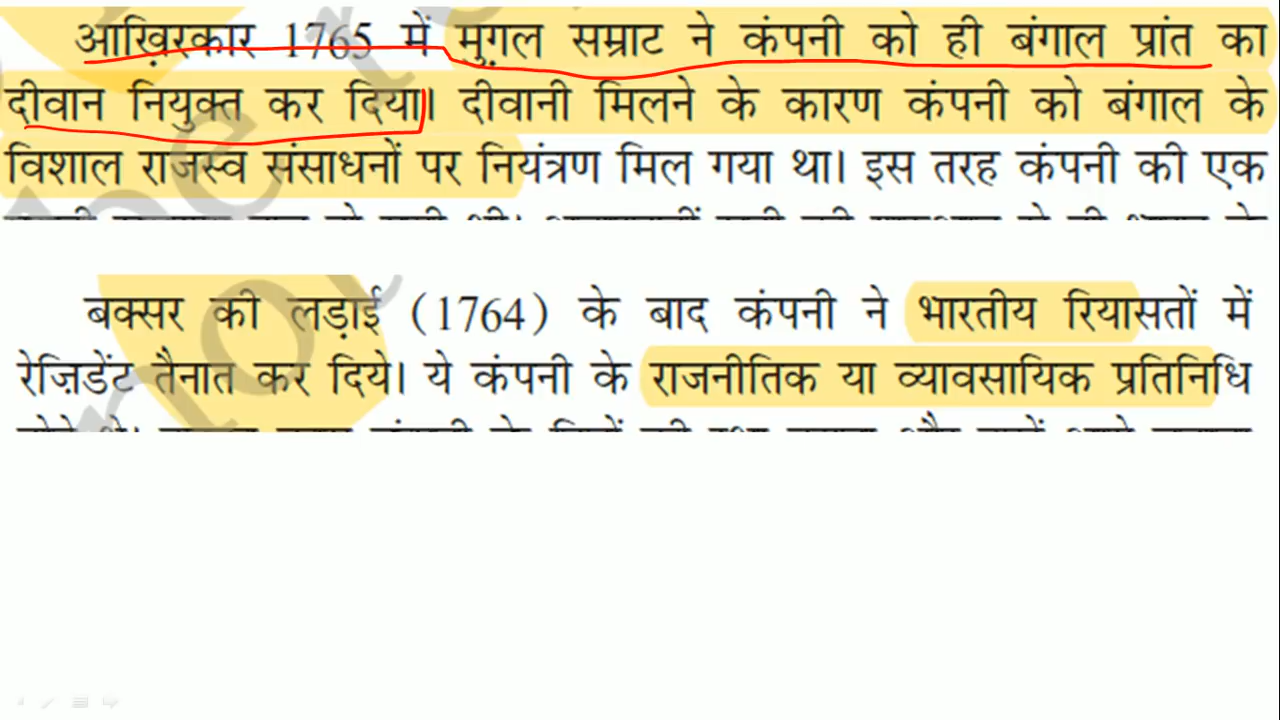 आख़िरकार 1765 में मुग़ल सम्राट ने कंपनी को ही बंगाल प्रांत का
दीवान नियुक्त कर दिया। दीवानी मिलने के कारण कंपनी को बंगाल के
विशाल राजस्व संसाधनों पर नियंत्रण मिल गया था। इस तरह कंपनी की एक
बक्सर की लड़ाई (1764) के बाद कंपनी ने भारतीय रियासतों में
रेज़िडेंट तैनात कर दिये। ये कंपनी के राजनीतिक या व्यावसायिक प्रतिनिधि